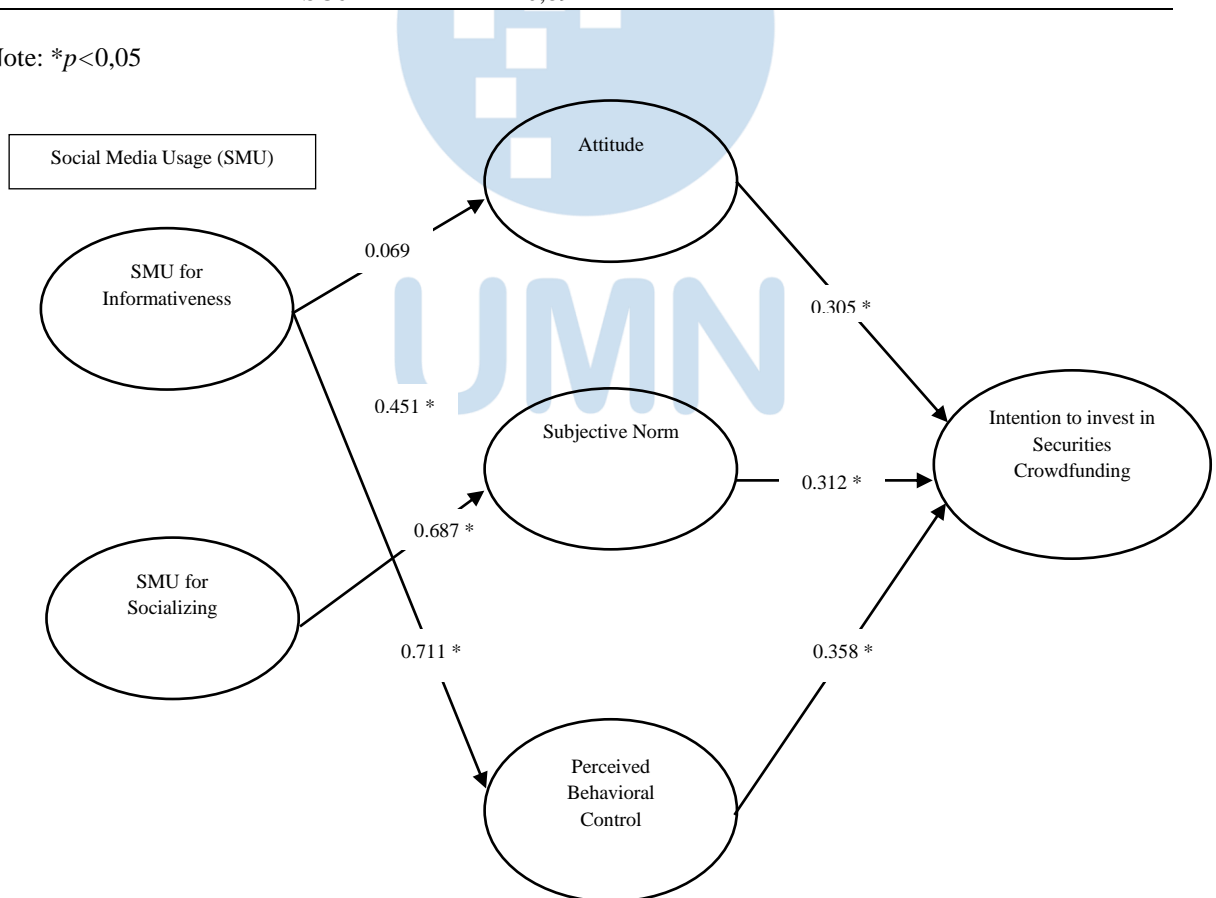 Note: *p<0,05
Social Media Usage (SMU)
Attitude
SMU for
Informativeness
0.069
0.305 *
UMN
0.451 *
Subjective Norm
Intention to invest in
Securities
Crowdfunding
0.312 *
0.687 *
SMU for
Socializing
0.711 *
0.358 *
Perceived
Behavioral
Control